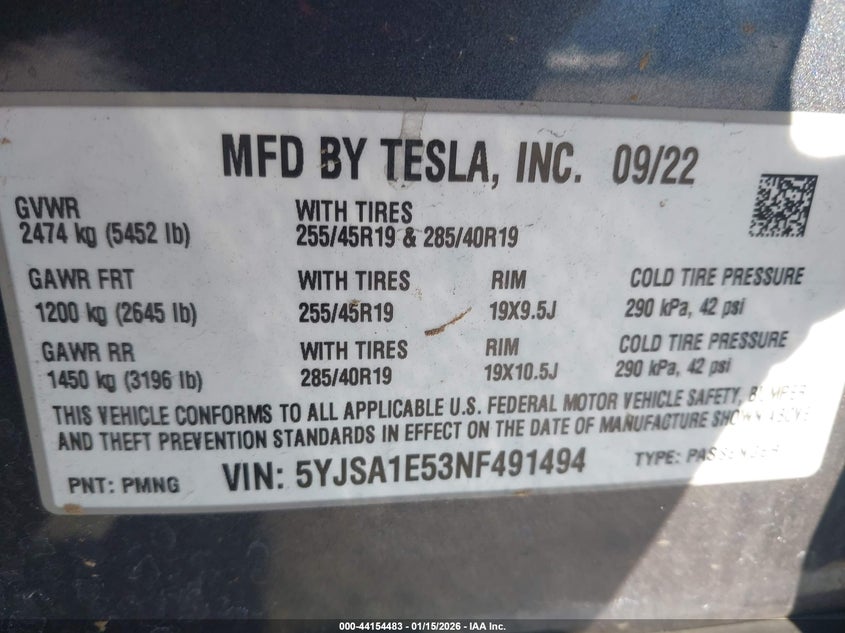 MFD BY TESLA, INC. 09/22
GVWR WITH TIRES
2474 kg (5452 lb) 255/45R19 & 285/40R19
GAWR FRT WITH TIRES RIM COLD TIRE PRESSURE
1200 kg (2645 lb) 255/45R19 19X9.5J 290 kPa, 42 psi
GAWR RR WITH TIRES RIM COLD TIRE PRESSURE
1450 kg (3196 lb) 285/40R19 19X10.5J 290 kPa, 42 psi
THIS VEHICLE CONFORMS TO ALL APPLICABLE U.S. FEDERAL MOTOR VEHICLE SAFETY, BUMPER
AND THEFT PREVENTION STANDARDS IN EFFECT ON THE DATE OF MANUFACTURE SHOWN ABOVE
PNT: PMNG VIN: 5YJSA1E53NF491494 TYPE: PASSENGER
000-44154483 - 01/15/2026 - IAA Inc.